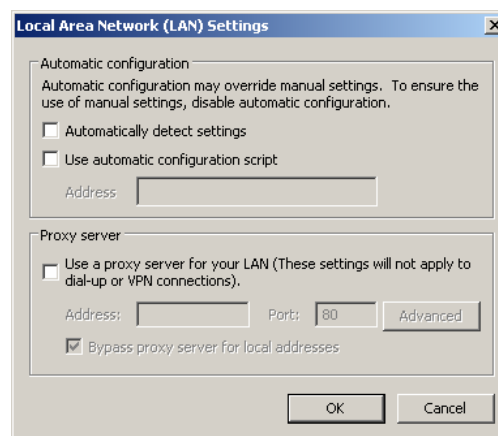 Local Area Network (LAN) Settings
Automatic configuration
Automatic configuration may override manual settings. To ensure the
use of manual settings, disable automatic configuration.
Automatically detect settings
Use automatic configuration script
Address
Proxy server
Use a proxy server for your LAN (These settings will not apply to
dial-up or VPN connections).
Address: Port: 80 Advanced
Bypass proxy server for local addresses
OK Cancel